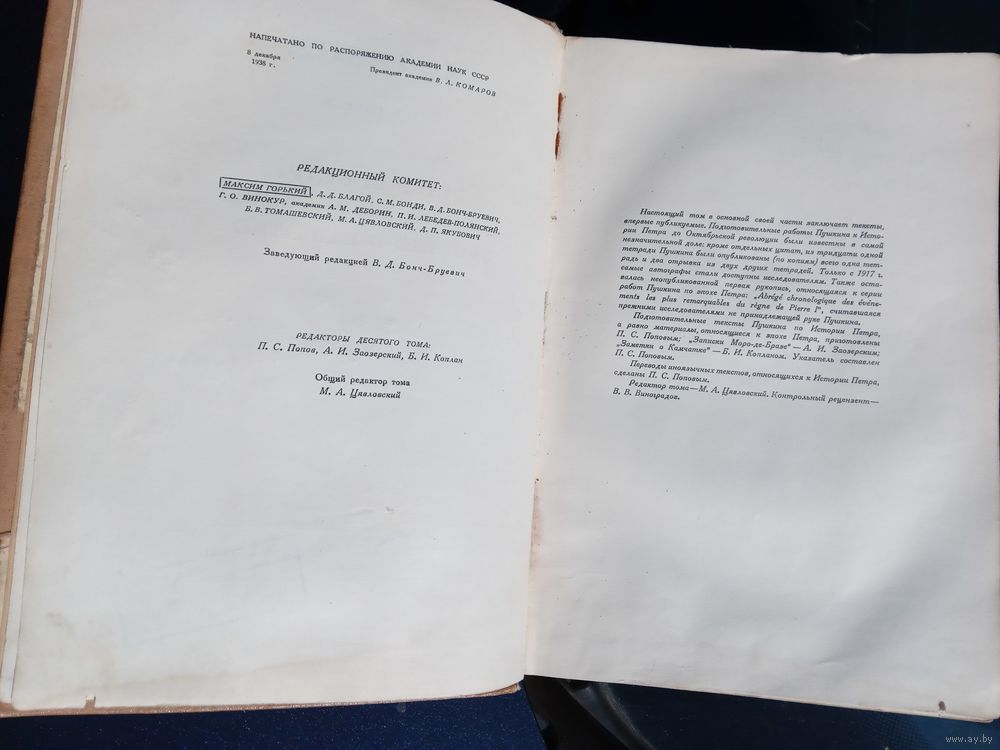 НАПЕЧАТАНО ПО РАСПОРЯЖЕНИЮ АКАДЕМИИ НАУК СССР
8 декабря
1938 г.
Президент академик В. Л. КОМАРОВ
РЕДАКЦИОННЫЙ КОМИТЕТ:
МАКСИМ ГОРЬКИЙ, Д. Д. БЛАГОЙ, С. М. БОНДИ, В. Д. БОНЧ-БРУЕВИЧ,
Г. О. ВИНОКУР, академик А. М. ДЕБОРИН, П. И. ЛЕБЕДЕВ-ПОЛЯНСКИЙ,
Б. В. ТОМАШЕВСКИЙ, М. А. ЦЯВЛОВСКИЙ, Д. П. ЯКУБОВИЧ
Заведующий редакцией В. Д. Бонч-Бруевич
РЕДАКТОРЫ ДЕСЯТОГО ТОМА:
П. С. Попов, А. И. Заозерский, Б. И. Коплан
Общий редактор тома
М. А. Цявловский
Настоящий том в основной своей части заключает тексты,
впервые публикуемые. Подготовительные работы Пушкина к Исто-
рии Петра до Октябрьской революции были известны в самой
незначительной доле: кроме отдельных цитат, из тридцати одной
тетради Пушкина были опубликованы (по копиям) всего одна тет-
радь и два отрывка из двух других тетрадей. Только с 1917 г.
самые автографы стали доступны исследователям. Также оста-
валась неопубликованной первая рукопись, относящаяся к серии
работ Пушкина по эпохе Петра: „Abrégé chronologique des événe-
ments les plus remarquables du règne de Pierre I", считавшаяся
прежними исследователями не принадлежащей руке Пушкина.
Подготовительные тексты Пушкина по Истории Петра,
а равно материалы, относящиеся к эпохе Петра, приготовлены
П. С. Поповым; „Записки Моро-де-Бразе" — А. И. Заозерским;
„Заметки о Камчатке" — Б. И. Копланом. Указатель составлен
П. С. Поповым.
Переводы иноязычных текстов, относящихся к Истории Петра,
сделаны П. С. Поповым.
Редактор тома — М. А. Цявловский. Контрольный рецензент —
В. В. Виноградов.
www.ay.by